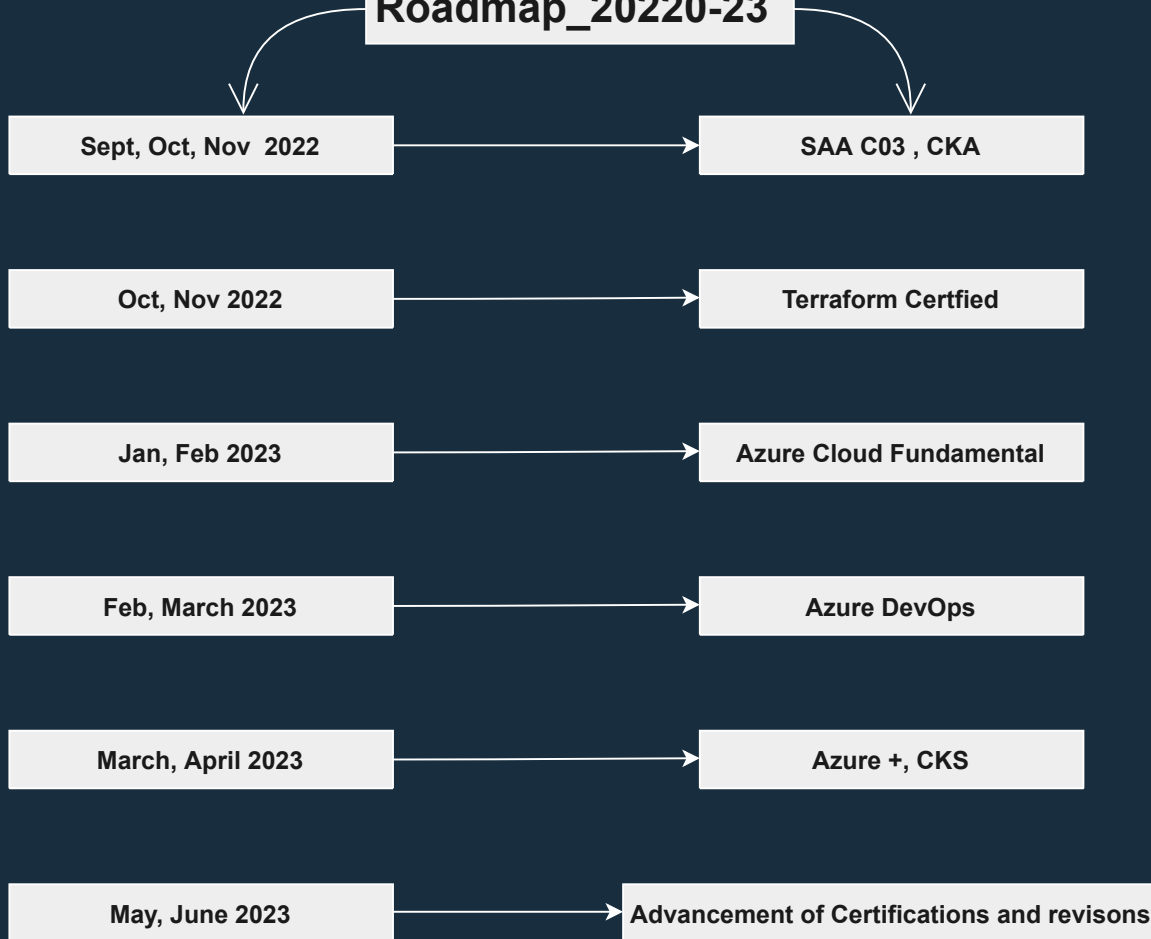 Roadmap_20220-23
Sept, Oct, Nov 2022
SAA C03 , CKA
Oct, Nov 2022
Terraform Certfied
Jan, Feb 2023
Azure Cloud Fundamental
Feb, March 2023
Azure DevOps
March, April 2023
Azure +, CKS
May, June 2023
Advancement of Certifications and revisons